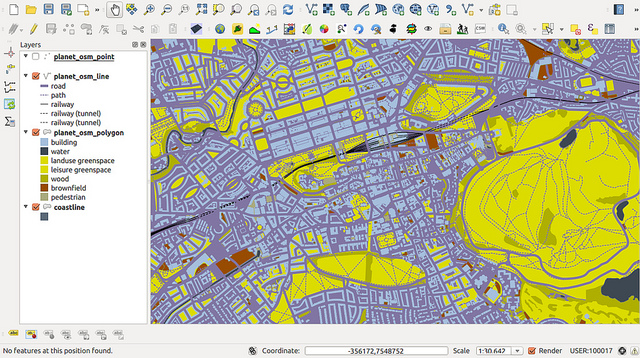 Layers
planet_osm_point
planet_osm_line
road
path
railway
railway (tunnel)
railway (tunnel)
planet_osm_polygon
building
water
landuse greenspace
leisure greenspace
wood
brownfield
pedestrian
coastline
No features at this position found.
Coordinate:
-356172,7548752
Scale
1:30,642
Render
USER:100017